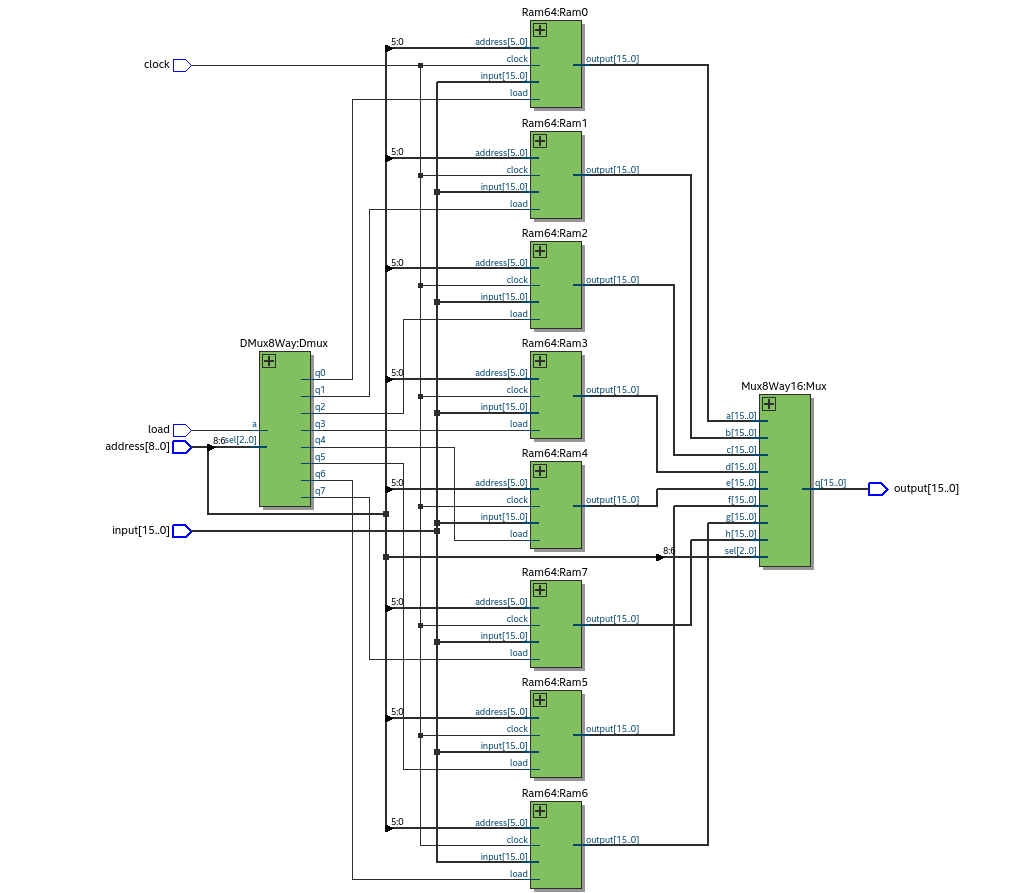 Ram64:Ram0
5:0
address[5..0]
clock
clock
output[15..0]
input[15..0]
load
Ram64:Ram1
5:0
address[5..0]
clock
output[15..0]
input[15..0]
load
Ram64:Ram2
5:0
address[5..0]
clock
output[15..0]
input[15..0]
load
DMux8Way:Dmux
q0
q1
q2
q3
q4
q5
q6
q7
a
sel[2..0]
8:6
load
address[8..0]
input[15..0]
Ram64:Ram3
5:0
address[5..0]
clock
output[15..0]
input[15..0]
load
Ram64:Ram4
5:0
address[5..0]
clock
output[15..0]
input[15..0]
load
Mux8Way16:Mux
a[15..0]
b[15..0]
c[15..0]
d[15..0]
e[15..0]
f[15..0]
g[15..0]
h[15..0]
8:6
sel[2..0]
q[15..0]
output[15..0]
Ram64:Ram7
5:0
address[5..0]
clock
output[15..0]
input[15..0]
load
Ram64:Ram5
5:0
address[5..0]
clock
output[15..0]
input[15..0]
load
Ram64:Ram6
5:0
address[5..0]
clock
output[15..0]
input[15..0]
load